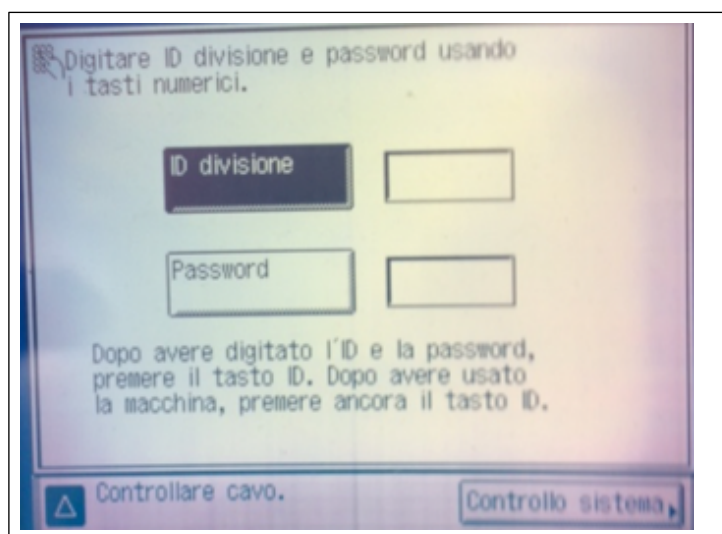 Digitare ID divisione e password usando
i tasti numerici.
ID divisione
Password
Dopo avere digitato l'ID e la password,
premere il tasto ID. Dopo avere usato
la macchina, premere ancora il tasto ID.
Controllare cavo.
Controllo sistema